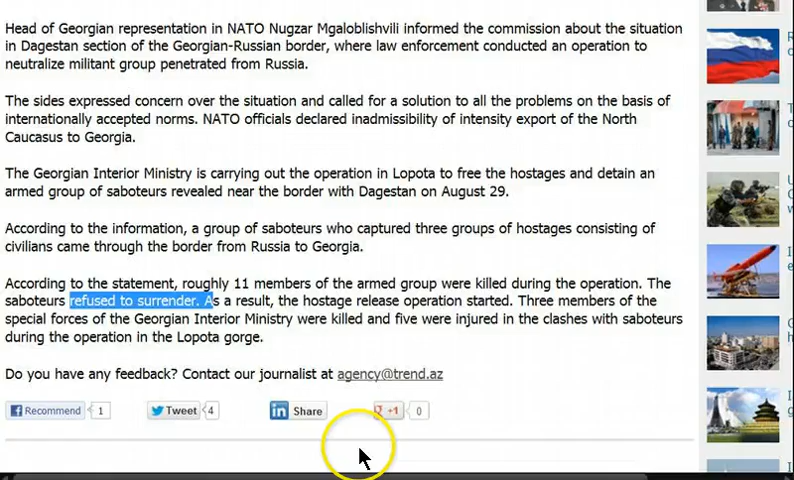 Head of Georgian representation in NATO Nugzar Mgaloblishvili informed the commission about the situation
in Dagestan section of the Georgian-Russian border, where law enforcement conducted an operation to
neutralize militant group penetrated from Russia.
The sides expressed concern over the situation and called for a solution to all the problems on the basis of
internationally accepted norms. NATO officials declared inadmissibility of intensity export of the North
Caucasus to Georgia.
The Georgian Interior Ministry is carrying out the operation in Lopota to free the hostages and detain an
armed group of saboteurs revealed near the border with Dagestan on August 29.
According to the information, a group of saboteurs who captured three groups of hostages consisting of
civilians came through the border from Russia to Georgia.
According to the statement, roughly 11 members of the armed group were killed during the operation. The
saboteurs refused to surrender. As a result, the hostage release operation started. Three members of the
special forces of the Georgian Interior Ministry were killed and five were injured in the clashes with saboteurs
during the operation in the Lopota gorge.
Do you have any feedback? Contact our journalist at agency@trend.az
Recommend 1 Tweet 4 in Share +1 0